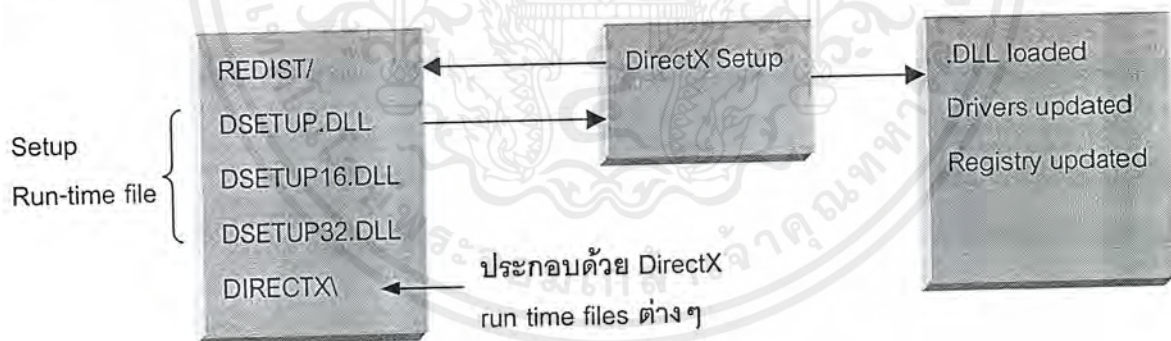 Setup
Run-time file
REDIST/
DSETUP.DLL
DSETUP16.DLL
DSETUP32.DLL
DIRECTX\
DirectX Setup
.DLL loaded
Drivers updated
Registry updated
ประกอบด้วย DirectX
run time files ต่างๆ